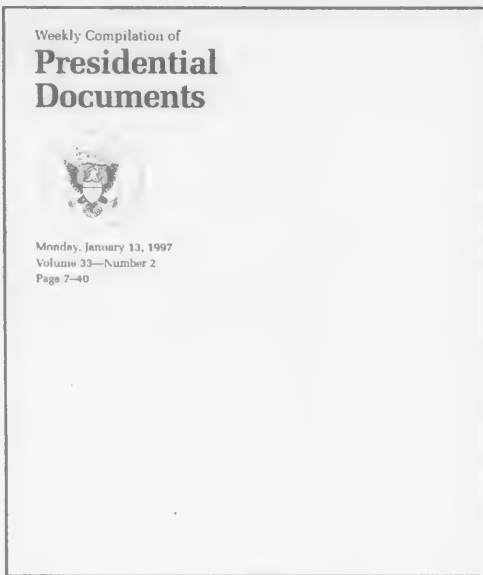 Weekly Compilation of
Presidential
Documents
Monday, January 13, 1997
Volume 33—Number 2
Page 7–40